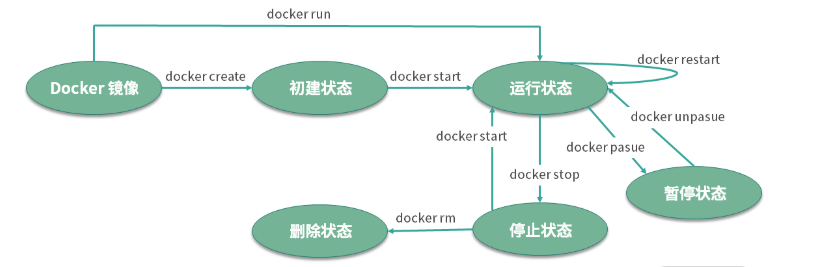 docker run
docker restart
Docker 镜像
docker create
初建状态
docker start
运行状态
docker unpasue
docker start
docker pasue
docker stop
暂停状态
删除状态
docker rm
停止状态